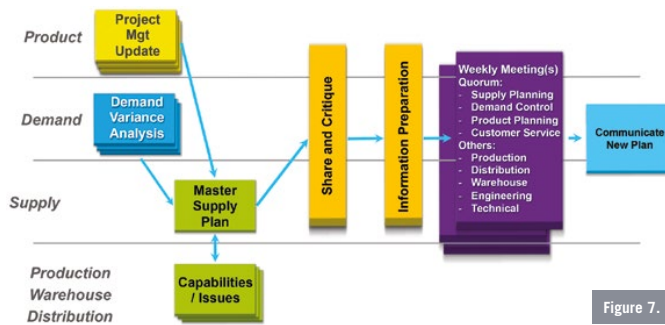 Product
Project
Mgt
Update
Demand
Demand
Variance
Analysis
Supply
Master
Supply
Plan
Production
Warehouse
Distribution
Capabilities
/ Issues
Share and Critique
Information Preparation
Weekly Meeting(s)
Quorum:
- Supply Planning
- Demand Control
- Product Planning
- Customer Service
Others:
- Production
- Distribution
- Warehouse
- Engineering
- Technical
Communicate
New Plan
Figure 7.